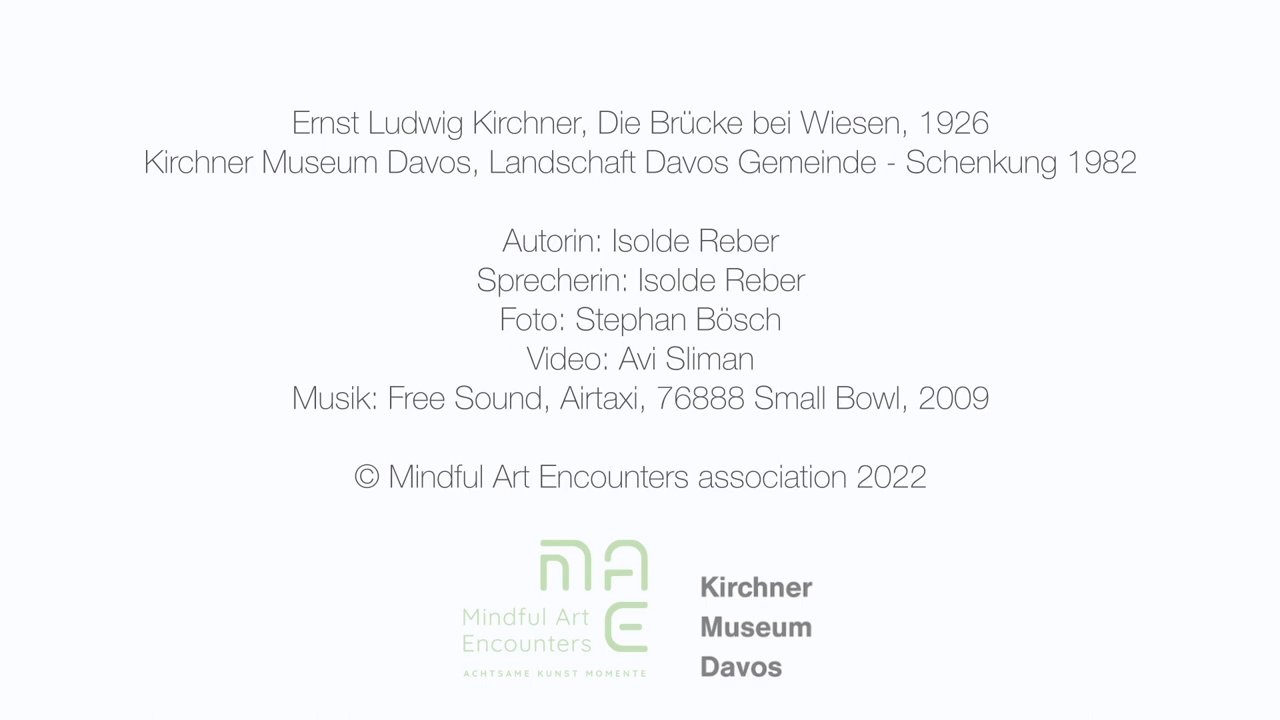 Ernst Ludwig Kirchner, Die Brücke bei Wiesen, 1926
Kirchner Museum Davos, Landschaft Davos Gemeinde - Schenkung 1982
Autorin: Isolde Reber
Sprecherin: Isolde Reber
Foto: Stephan Bösch
Video: Avi Sliman
Musik: Free Sound, Airtaxi, 76888 Small Bowl, 2009
© Mindful Art Encounters association 2022
MAE
Mindful Art
Encounters
ACHTSAME KUNST MOMENTE
Kirchner
Museum
Davos